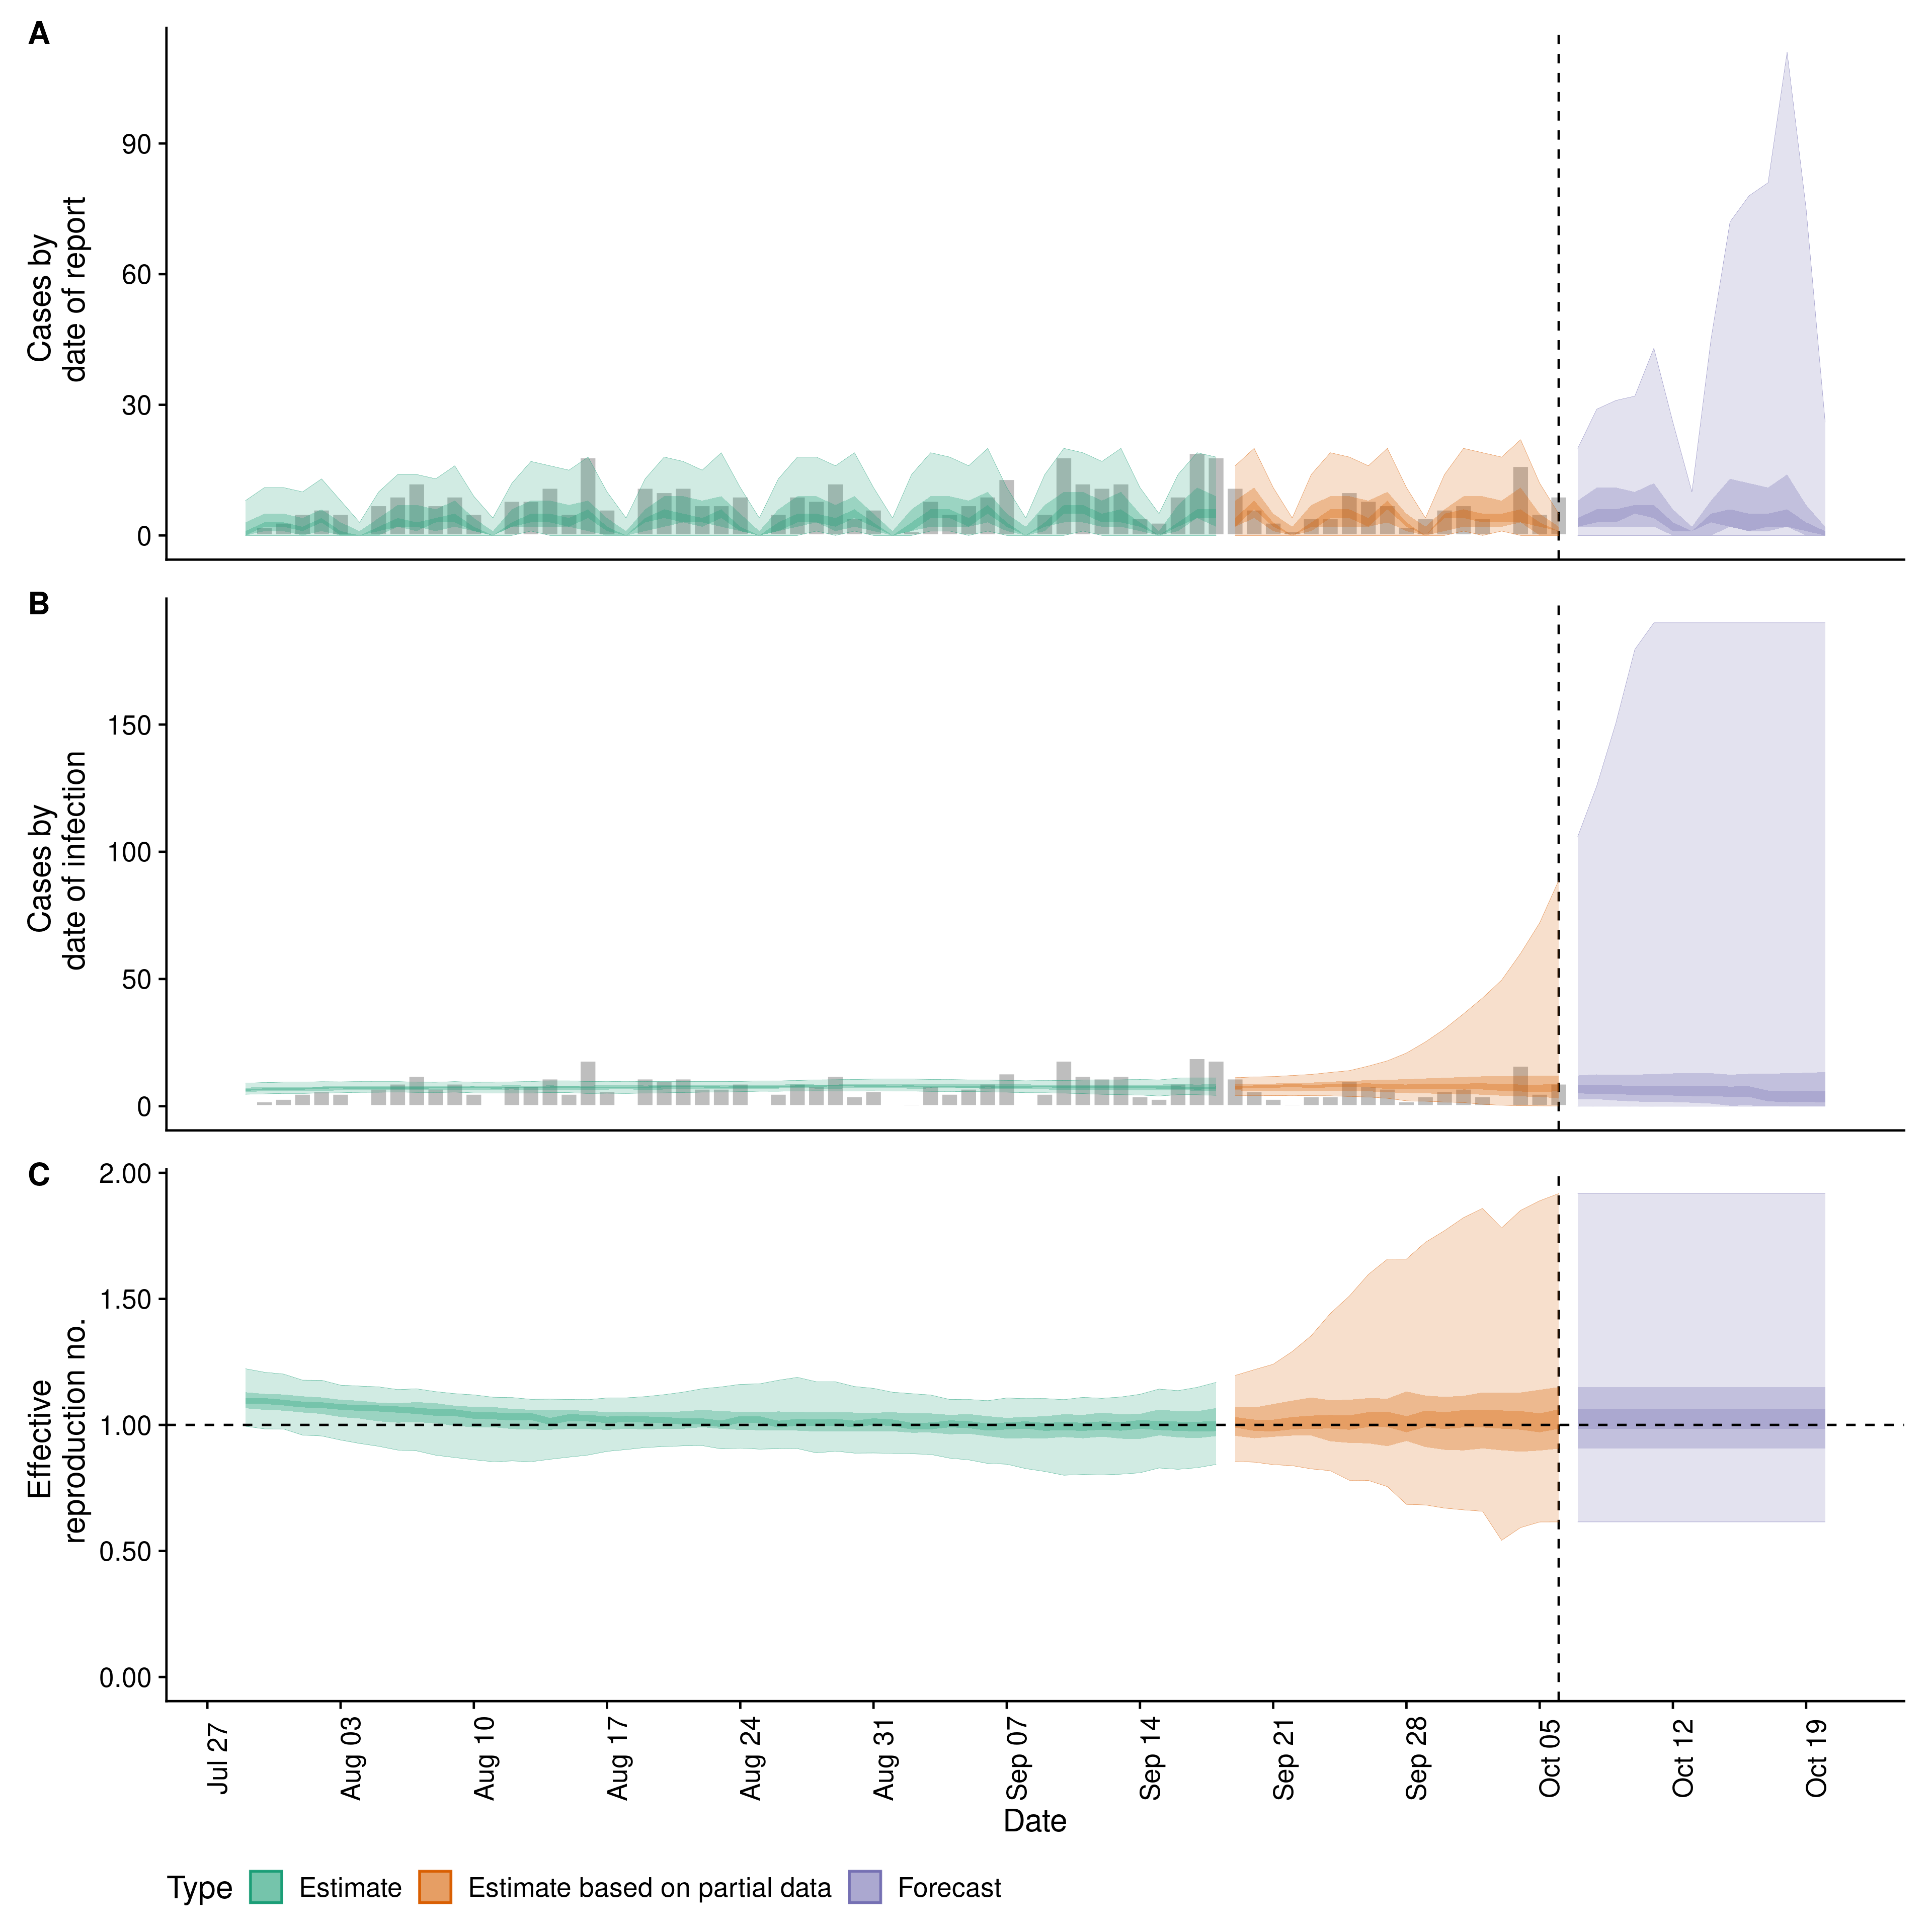 A
Cases by
date of report
90
60
30
0
B
Cases by
date of infection
150
100
50
0
C
Effective
reproduction no.
2.00
1.50
1.00
0.50
0.00
Jul 27
Aug 03
Aug 10
Aug 17
Aug 24
Aug 31
Sep 07
Sep 14
Sep 21
Sep 28
Oct 05
Oct 12
Oct 19
Date
Type Estimate Estimate based on partial data Forecast